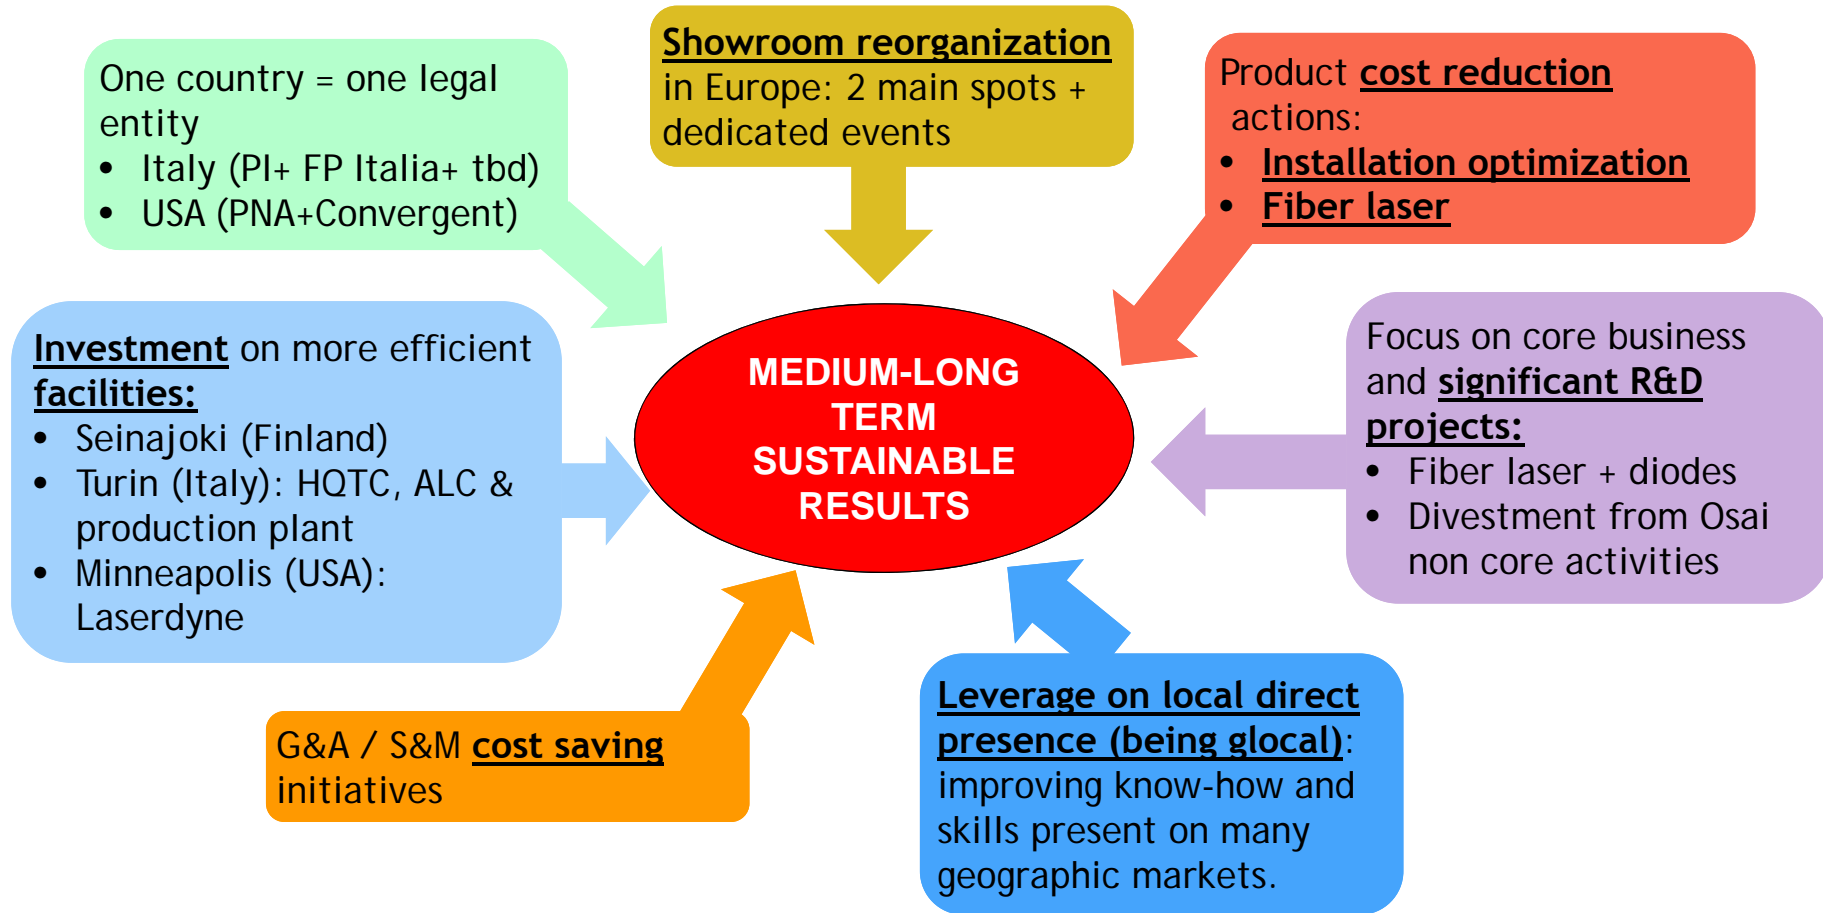 One country = one legal
entity
• Italy (PI+ FP Italia+ tbd)
• USA (PNA+Convergent)
Showroom reorganization
in Europe: 2 main spots +
dedicated events
Product cost reduction
actions:
• Installation optimization
• Fiber laser
Investment on more efficient
facilities:
• Seinajoki (Finland)
• Turin (Italy): HQTC, ALC &
production plant
• Minneapolis (USA):
Laserdyne
MEDIUM-LONG
TERM
SUSTAINABLE
RESULTS
Focus on core business
and significant R&D
projects:
• Fiber laser + diodes
• Divestment from Osai
non core activities
G&A / S&M cost saving
initiatives
Leverage on local direct
presence (being glocal):
improving know-how and
skills present on many
geographic markets.